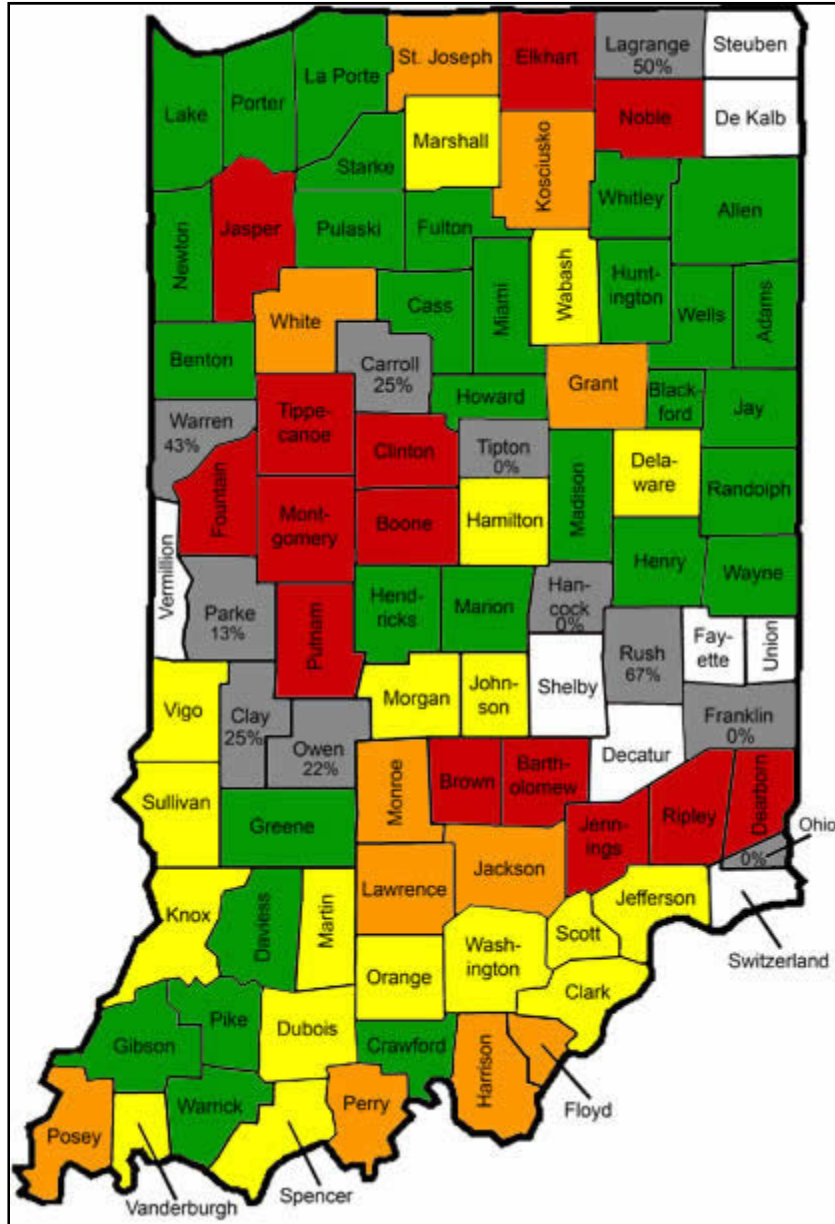 St. Joseph
Elkhart
Lagrange
50%
Steuben
La Porte
Porter
Lake
Marshall
Noble
De Kalb
Starke
Kosciusko
Whitley
Allen
Newton
Jasper
Pulaski
Fulton
Miami
Wabash
Hunt-
ington
Wells
Adams
White
Cass
Benton
Carroll
25%
Howard
Grant
Black-
ford
Jay
Warren
43%
Tippe-
canoe
Clinton
Tipton
0%
Dela-
ware
Madison
Randolph
Fountain
Mont-
gomery
Boone
Hamilton
Vermillion
Henry
Wayne
Parke
13%
Putnam
Hend-
ricks
Marion
Han-
cock
0%
Rush
67%
Fay-
ette
Union
Vigo
Clay
25%
Owen
22%
Morgan
John-
son
Shelby
Franklin
0%
Decatur
Sullivan
Greene
Monroe
Brown
Barth-
olomew
Jenn-
ings
Ripley
Dearborn
Ohio
0%
Knox
Daviess
Martin
Lawrence
Jackson
Jefferson
Scott
Switzerland
Orange
Wash-
ington
Clark
Gibson
Pike
Dubois
Crawford
Harrison
Floyd
Posey
Warrick
Perry
Vanderburgh
Spencer